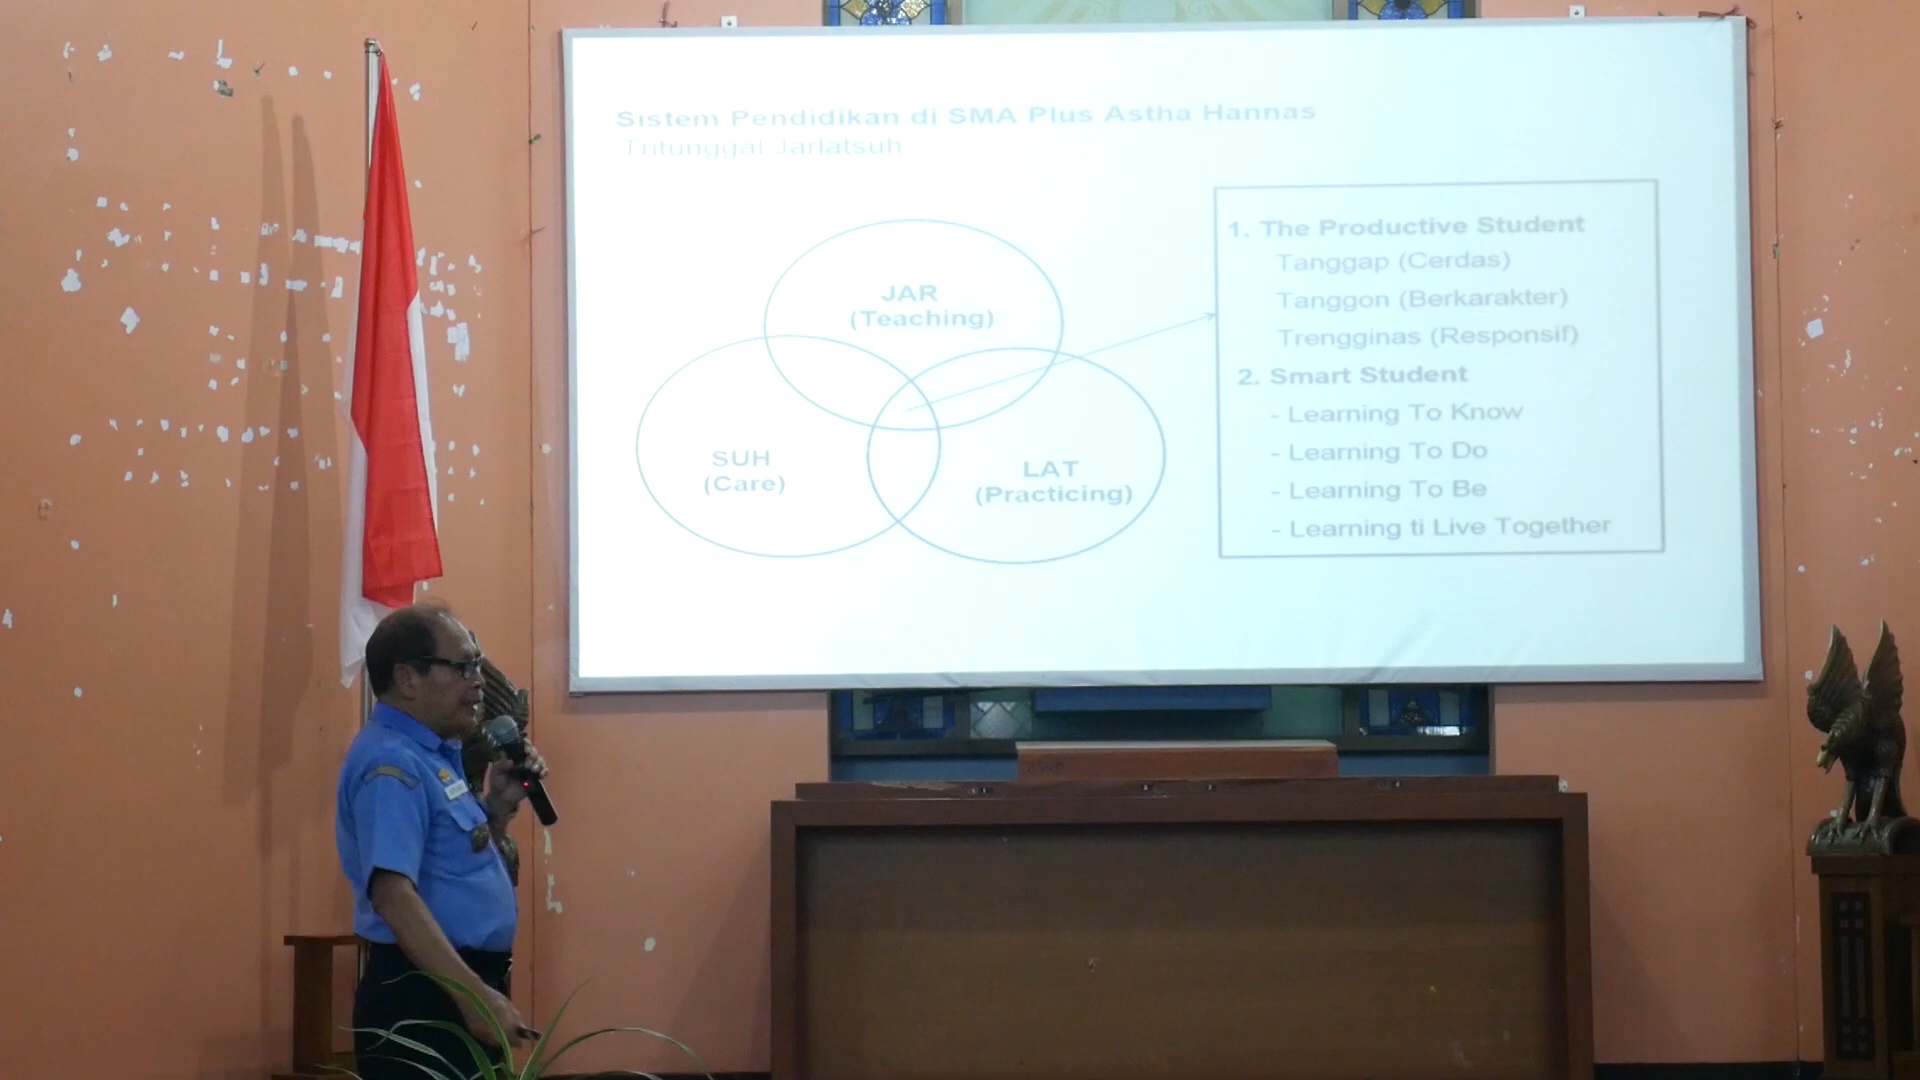 Sistem Pendidikan di SMA Plus Astha Hannas
Tritunggal Jarlatsuh
JAR
(Teaching)
SUH
(Care)
LAT
(Practicing)
1. The Productive Student
Tanggap (Cerdas)
Tanggon (Berkarakter)
Trengginas (Responsif)
2. Smart Student
- Learning To Know
- Learning To Do
- Learning To Be
- Learning ti Live Together